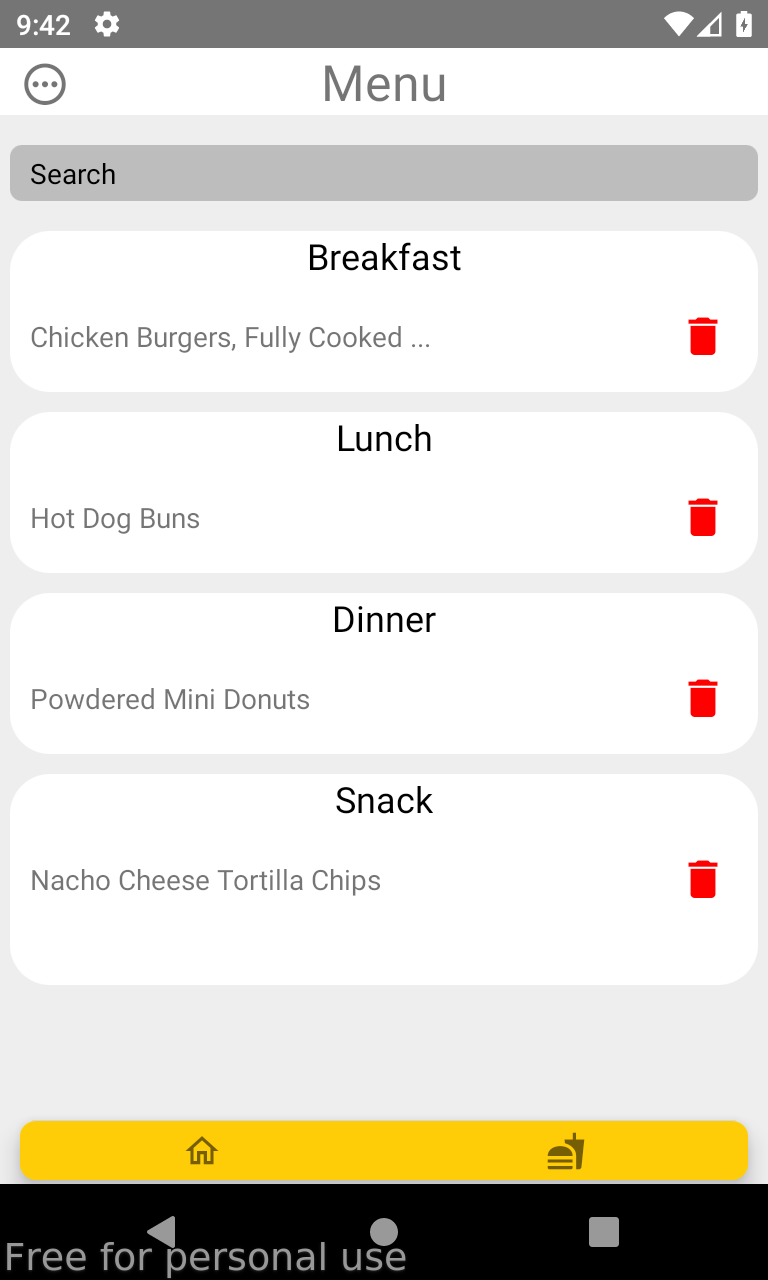 9:42
Menu
Search
Breakfast
Chicken Burgers, Fully Cooked ...
Lunch
Hot Dog Buns
Dinner
Powdered Mini Donuts
Snack
Nacho Cheese Tortilla Chips
Free for personal use